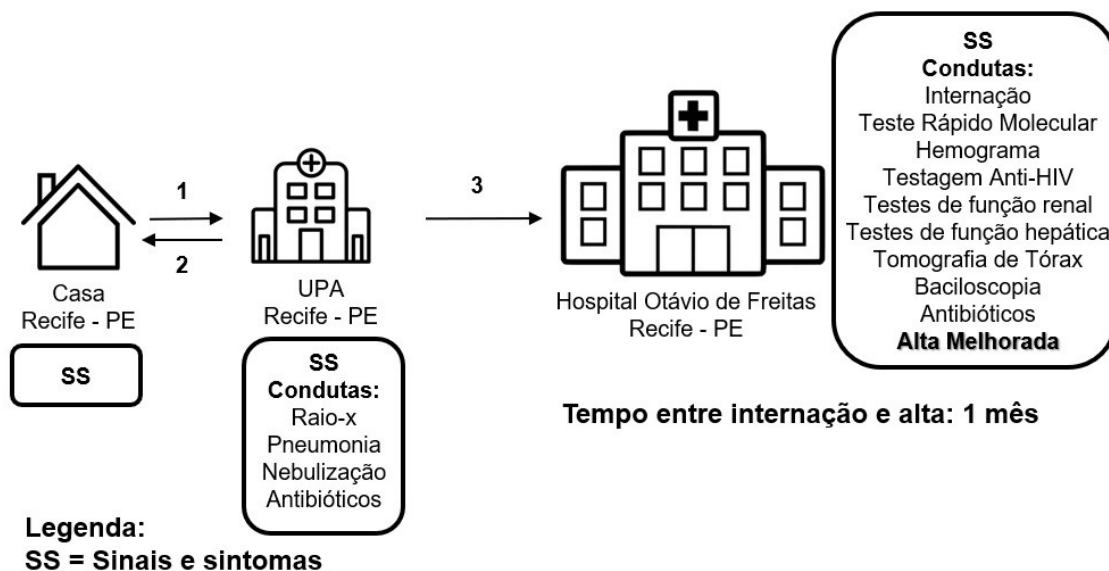 1
2
3
Casa
Recife - PE
SS
UPA
Recife - PE
SS
Condutas:
Raio-x
Pneumonia
Nebulização
Antibióticos
Hospital Otávio de Freitas
Recife - PE
SS
Condutas:
Internação
Teste Rápido Molecular
Hemograma
Testagem Anti-HIV
Testes de função renal
Testes de função hepática
Tomografia de Tórax
Baciloscopia
Antibióticos
Alta Melhorada
Tempo entre internação e alta: 1 mês
Legenda:
SS = Sinais e sintomas